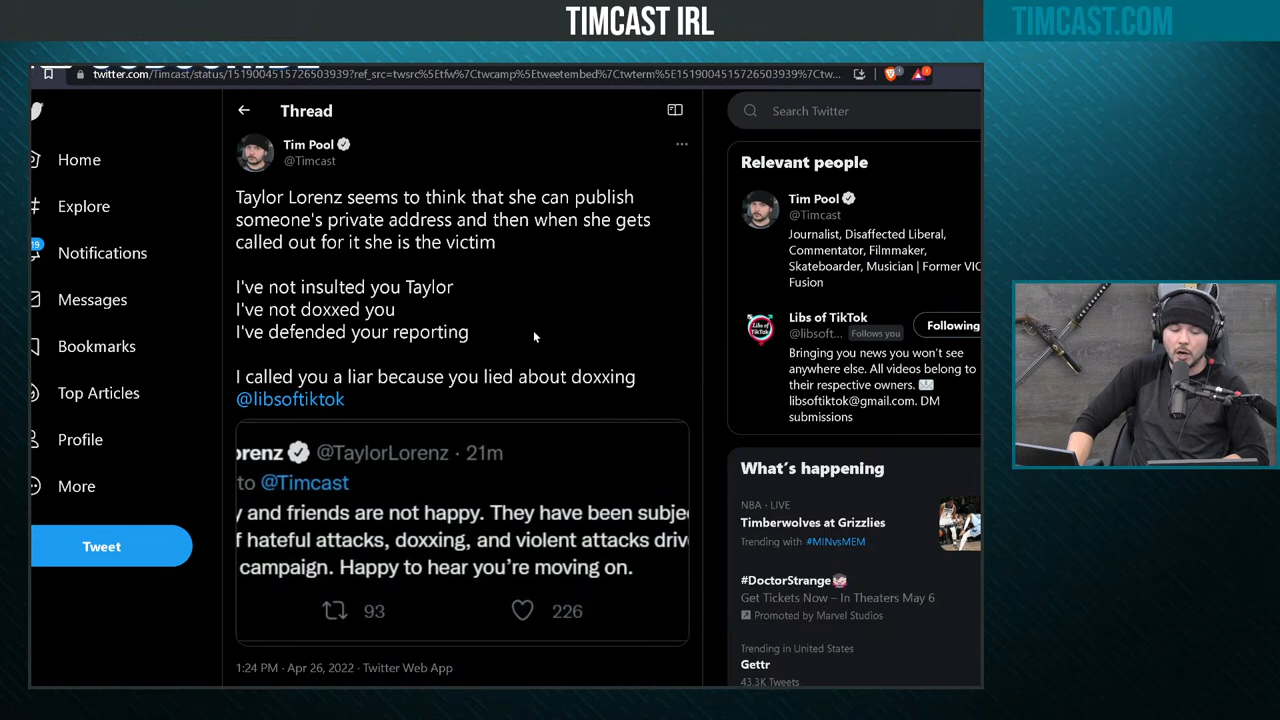 TIMCAST IRL
TIMCAST.COM
twitter.com/Timcast/status/1519004515726503939?ref_src=twsrc%5Etfw%7Ctwcamp%5Etweetembed%7Ctwterm%5E1519004515726503939%7Ctw...
1
1
Thread
Search Twitter
Home
Explore
19
Notifications
Messages
Bookmarks
Top Articles
Profile
More
Tweet
Tim Pool
@Timcast
Taylor Lorenz seems to think that she can publish
someone's private address and then when she gets
called out for it she is the victim
I've not insulted you Taylor
I've not doxxed you
I've defended your reporting
I called you a liar because you lied about doxxing
@libsoftiktok
orenz @TaylorLorenz · 21m
to @Timcast
y and friends are not happy. They have been subje
f hateful attacks, doxxing, and violent attacks driv
campaign. Happy to hear you're moving on.
93 226
1:24 PM · Apr 26, 2022 · Twitter Web App
Relevant people
Tim Pool
@Timcast
Journalist, Disaffected Liberal,
Commentator, Filmmaker,
Skateboarder, Musician | Former VIC
Fusion
Libs of TikTok
@libsoft... Follows you
Following
Bringing you news you won't see
anywhere else. All videos belong to
their respective owners.
libsoftiktok@gmail.com. DM
submissions
What's happening
NBA · LIVE
Timberwolves at Grizzlies
Trending with #MINvsMEM
#DoctorStrange
Get Tickets Now – In Theaters May 6
Promoted by Marvel Studios
Trending in United States
Gettr
43.3K Tweets